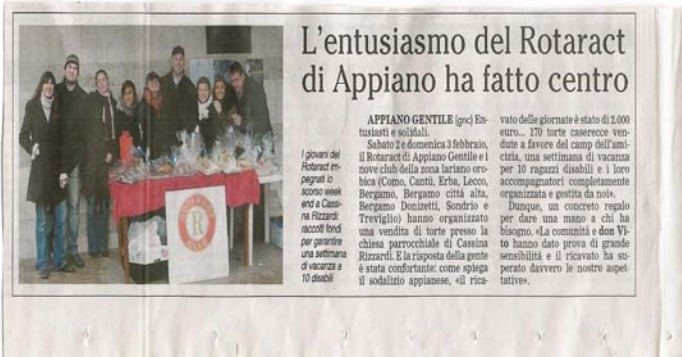 L'entusiasmo del Rotaract
di Appiano ha fatto centro
I giovani del
Rotaract im-
pegnati lo
scorso week
end a Cassi-
na Rizzardi:
raccolti fondi
per garantire
una settimana
di vacanza a
10 disabili
APPIANO GENTILE (gnc) En-
tusiasti e solidali.
Sabato 2 e domenica 3 febbraio,
il Rotaract di Appiano Gentile e i
nove club della zona lariano oro-
bica (Como, Cantù, Erba, Lecco,
Bergamo, Bergamo città alta,
Bergamo Donizetti, Sondrio e
Treviglio) hanno organizzato
una vendita di torte presso la
chiesa parrocchiale di Cassina
Rizzardi. E la risposta della gente
è stata confortante: come spiega
il sodalizio appianese, «il rica-
vato delle giornate è stato di 2.000
euro... 170 torte caserecce ven-
dute a favore del camp dell'ami-
cizia, una settimana di vacanza
per 10 ragazzi disabili e i loro
accompagnatori completamente
organizzata e gestita da noi».
Dunque, un concreto regalo
per dare una mano a chi ha
bisogno. «La comunità e don Vi-
to hanno dato prova di grande
sensibilità e il ricavato ha su-
perato davvero le nostre aspet-
tative».
R